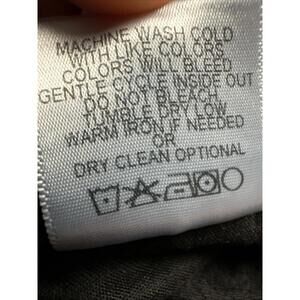 MACHINE WASH COLD
WITH LIKE COLORS
COLORS WILL BLEED
GENTLE CYCLE INSIDE OUT
DO NOT BLEACH
TUMBLE DRY LOW
WARM IRON IF NEEDED
OR
DRY CLEAN OPTIONAL